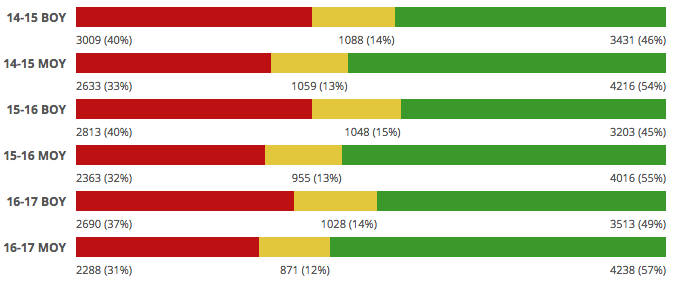 14-15 BOY
3009 (40%) 1088 (14%) 3431 (46%)
14-15 MOY
2633 (33%) 1059 (13%) 4216 (54%)
15-16 BOY
2813 (40%) 1048 (15%) 3203 (45%)
15-16 MOY
2363 (32%) 955 (13%) 4016 (55%)
16-17 BOY
2690 (37%) 1028 (14%) 3513 (49%)
16-17 MOY
2288 (31%) 871 (12%) 4238 (57%)